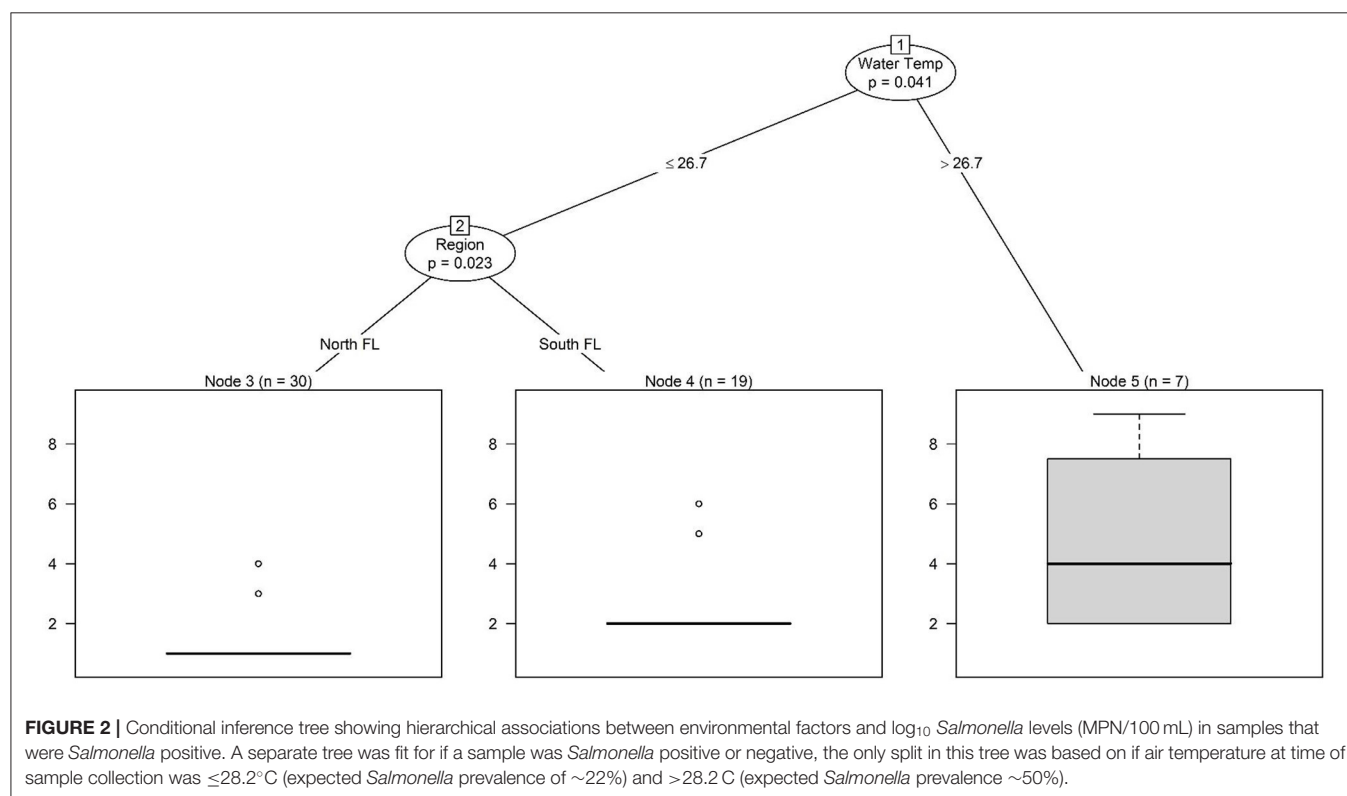 1
Water Temp
p = 0.041
≤ 26.7
> 26.7
2
Region
p = 0.023
North FL
South FL
Node 3 (n = 30)
Node 4 (n = 19)
Node 5 (n = 7)
8
6
4
2
8
6
4
2
8
6
4
2
FIGURE 2 | Conditional inference tree showing hierarchical associations between environmental factors and log₁₀ Salmonella levels (MPN/100 mL) in samples that
were Salmonella positive. A separate tree was fit for if a sample was Salmonella positive or negative, the only split in this tree was based on if air temperature at time of
sample collection was ≤28.2°C (expected Salmonella prevalence of ~22%) and >28.2 C (expected Salmonella prevalence ~50%).